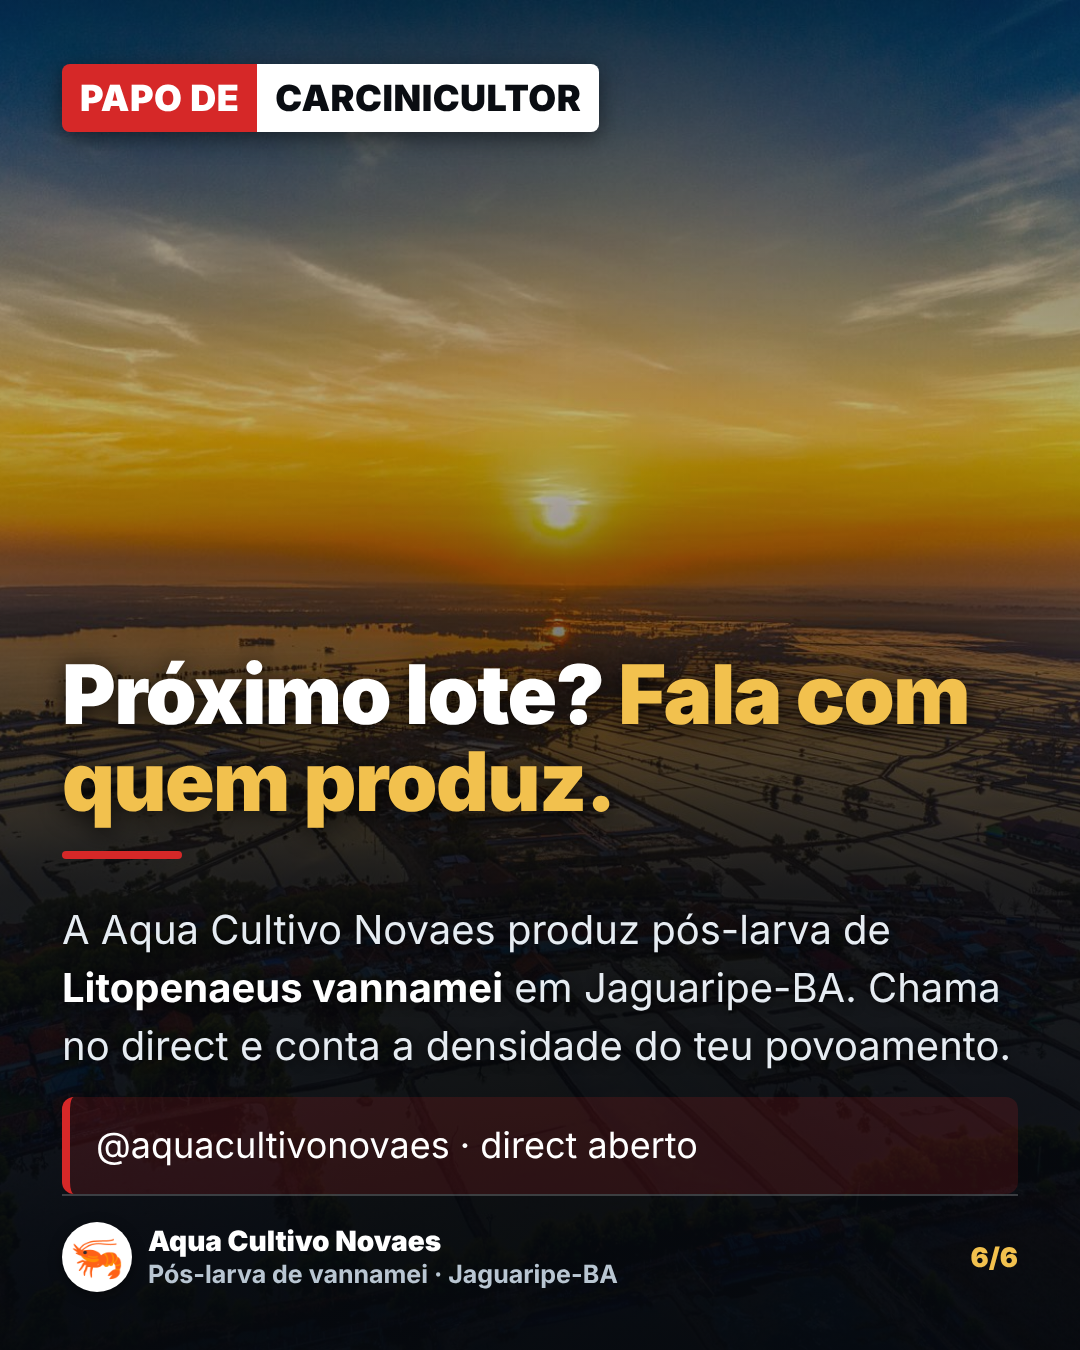 PAPO DE CARCINICULTOR
Próximo lote? Fala com
quem produz.
A Aqua Cultivo Novaes produz pós-larva de
Litopenaeus vannamei em Jaguaripe-BA. Chama
no direct e conta a densidade do teu povoamento.
@aquacultivonovaes · direct aberto
Aqua Cultivo Novaes
Pós-larva de vannamei · Jaguaripe-BA
6/6